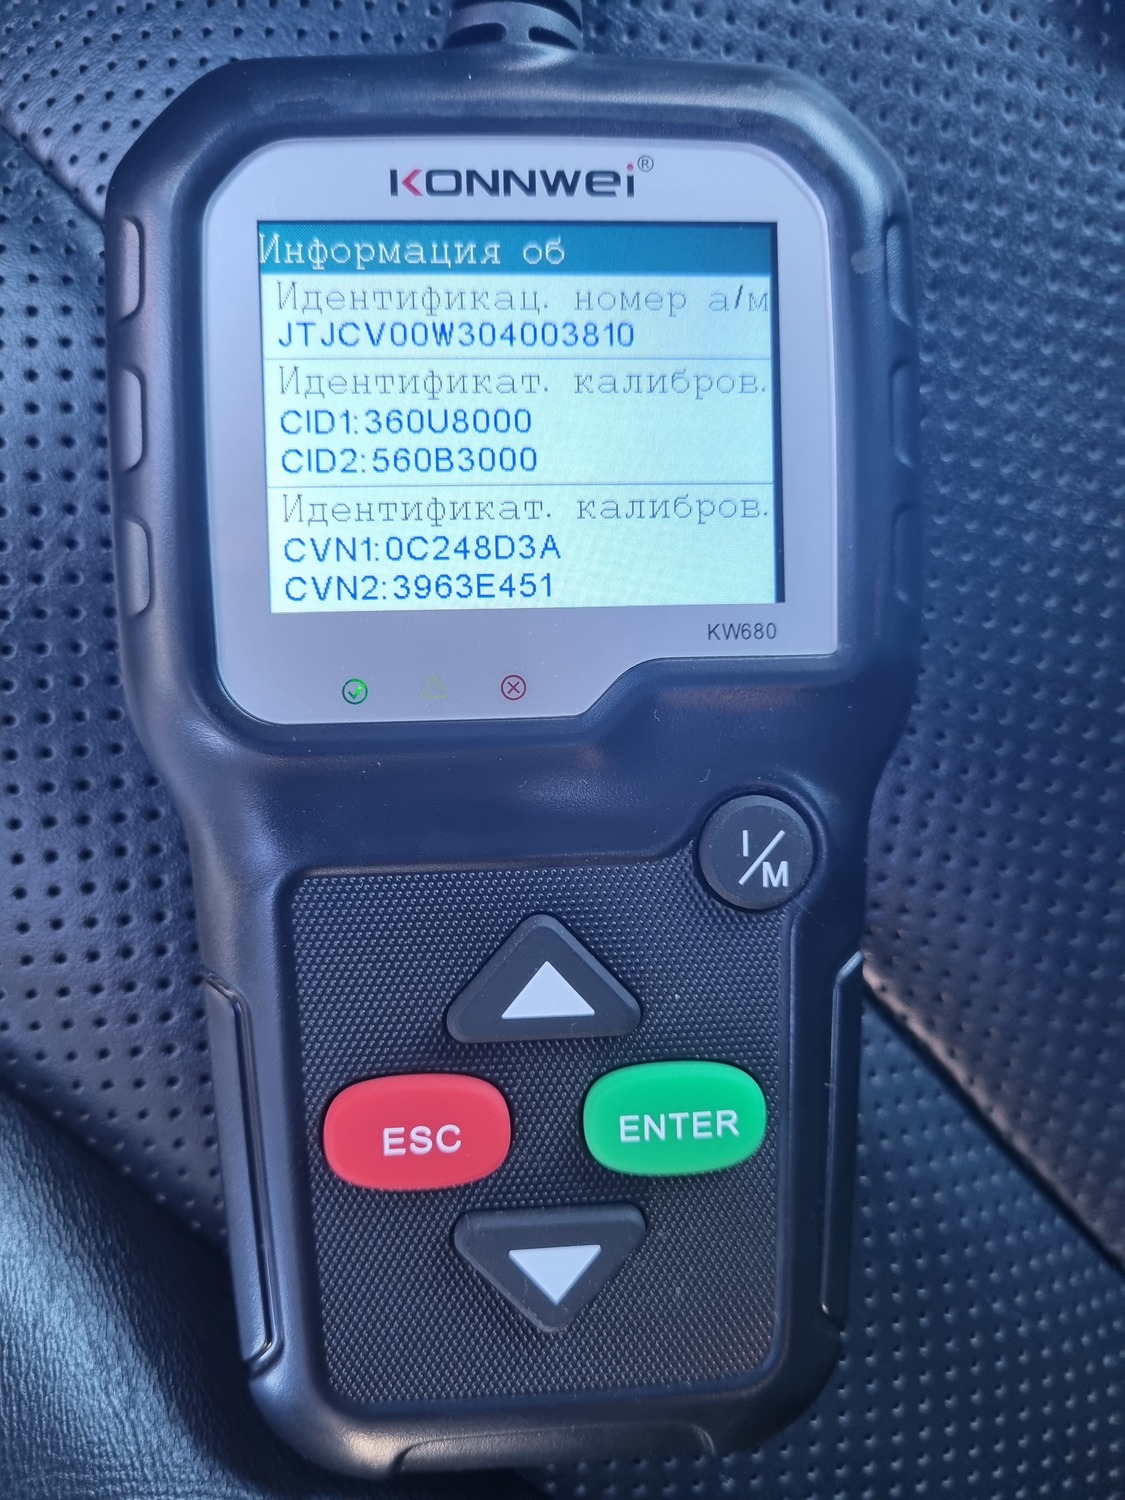 KONNWEI®
Информация об
Идентификац. номер а/м
JTJCV00W304003810
Идентификат. калибров.
CID1:360U8000
CID2:560B3000
Идентификат. калибров.
CVN1:0C248D3A
CVN2:3963E451
KW680
I/M
ESC
ENTER